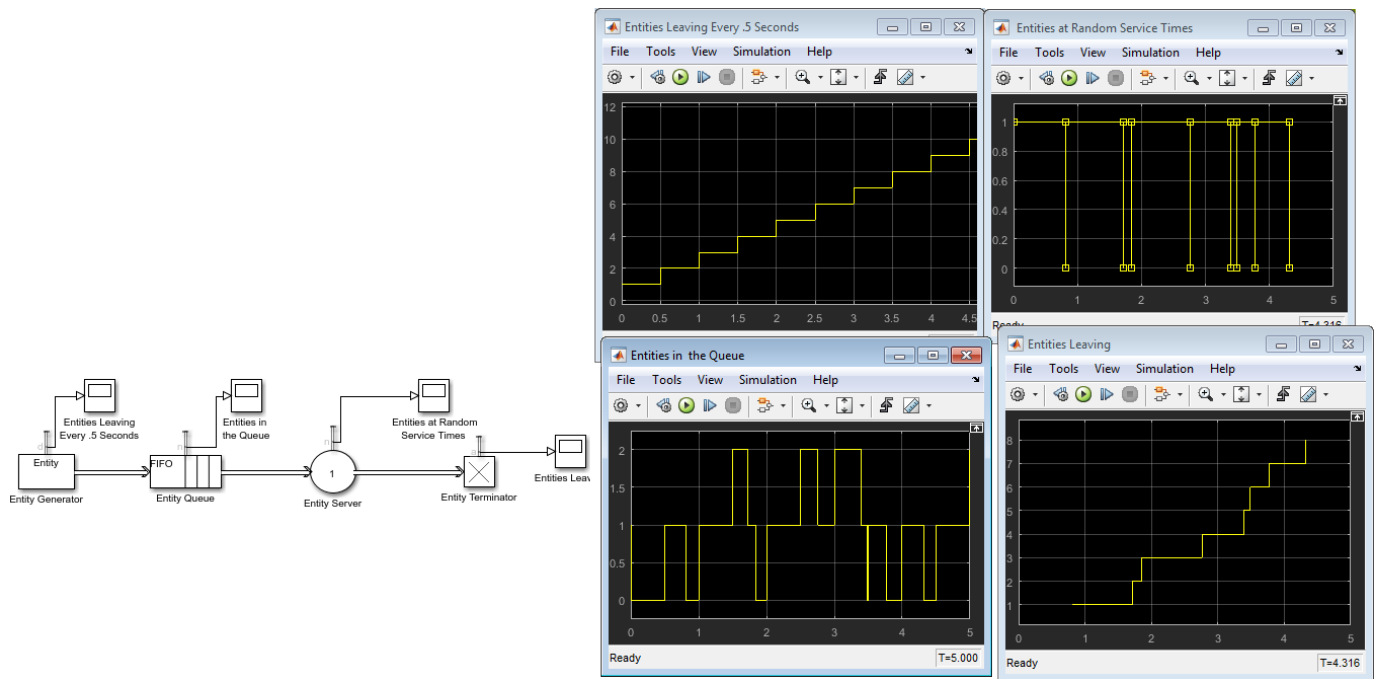 Entities Leaving
Every .5 Seconds
Entities in
the Queue
Entities at Random
Service Times
d
n
n
a
Entity
FIFO
1
Entity Generator
Entity Queue
Entity Server
Entity Terminator
Entities Leav
Entities Leaving Every .5 Seconds
File Tools View Simulation Help
12
10
8
6
4
2
0
0 0.5 1 1.5 2 2.5 3 3.5 4 4.5
Entities at Random Service Times
File Tools View Simulation Help
1
0.8
0.6
0.4
0.2
0
0 1 2 3 4 5
Ready T=4.316
Entities in the Queue
File Tools View Simulation Help
2
1.5
1
0.5
0
0 1 2 3 4 5
Ready T=5.000
Entities Leaving
File Tools View Simulation Help
8
7
6
5
4
3
2
1
0 1 2 3 4 5
Ready T=4.316